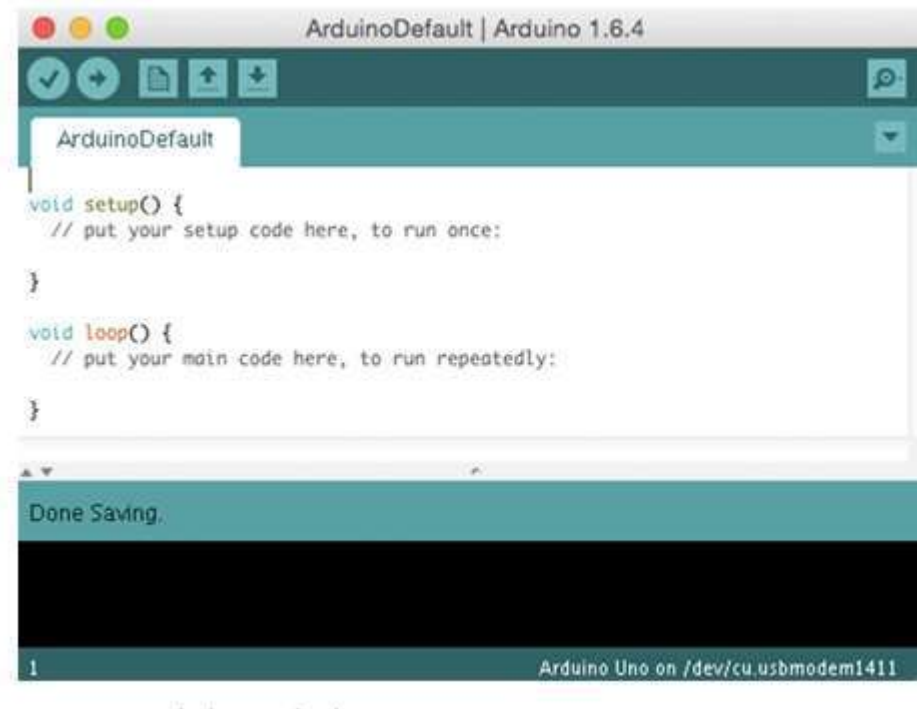 ArduinoDefault | Arduino 1.6.4
ArduinoDefault
void setup() {
  // put your setup code here, to run once:
}
void loop() {
  // put your main code here, to run repeatedly:
}
Done Saving.
1 Arduino Uno on /dev/cu.usbmodem1411